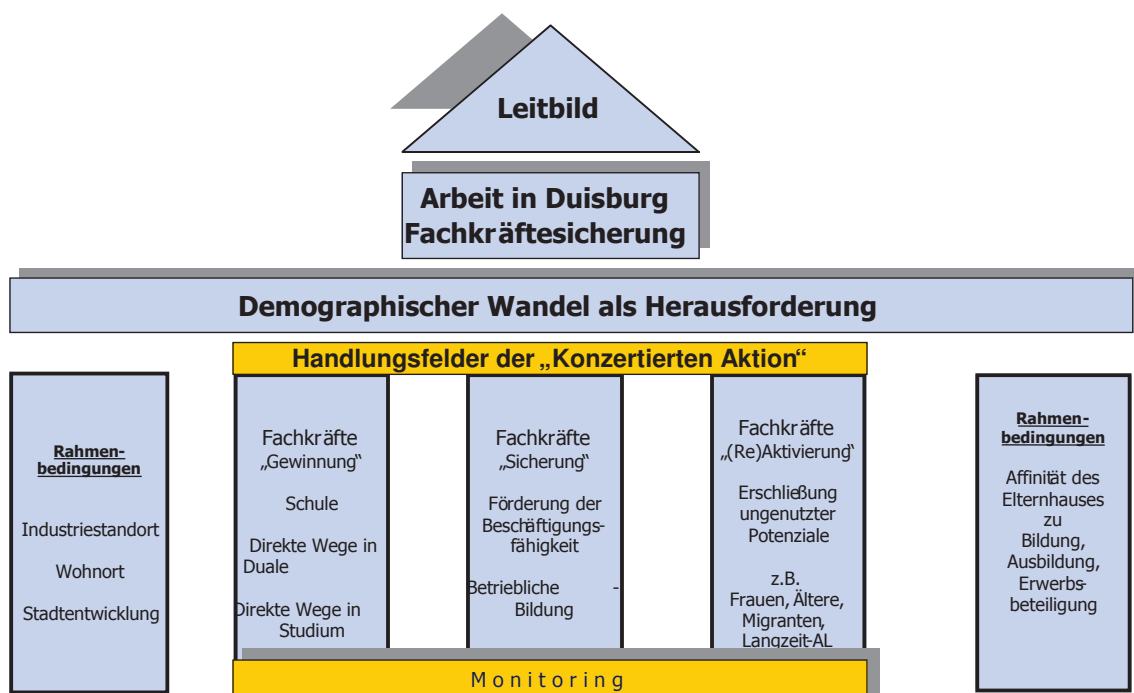 Leitbild
Arbeit in Duisburg
Fachkräftesicherung
Demographischer Wandel als Herausforderung
Handlungsfelder der „Konzertierten Aktion“
Rahmen-
bedingungen
Industriestandort
Wohnort
Stadtentwicklung
Fachkräfte
„Gewinnung“
Schule
Direkte Wege in
Duale
Direkte Wege in
Studium
Fachkräfte
„Sicherung“
Förderung der
Beschäftigungs-
fähigkeit
Betriebliche -
Bildung
Fachkräfte
„(Re)Aktivierung“
Erschließung
ungenutzter
Potenziale
z.B.
Frauen, Ältere,
Migranten,
Langzeit-AL
Rahmen-
bedingungen
Affinität des
Elternhauses
zu
Bildung,
Ausbildung,
Erwerbs-
beteiligung
Monitoring